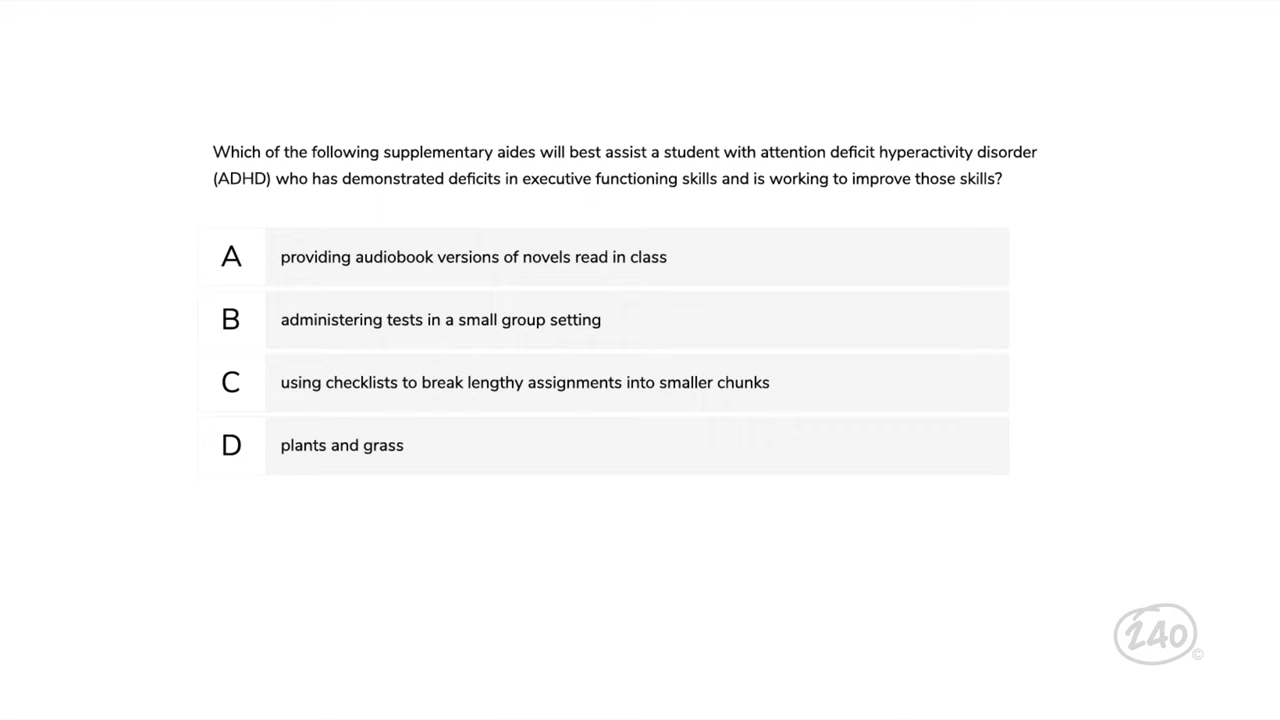 Which of the following supplementary aides will best assist a student with attention deficit hyperactivity disorder
(ADHD) who has demonstrated deficits in executive functioning skills and is working to improve those skills?
A providing audiobook versions of novels read in class
B administering tests in a small group setting
C using checklists to break lengthy assignments into smaller chunks
D plants and grass
240 ©